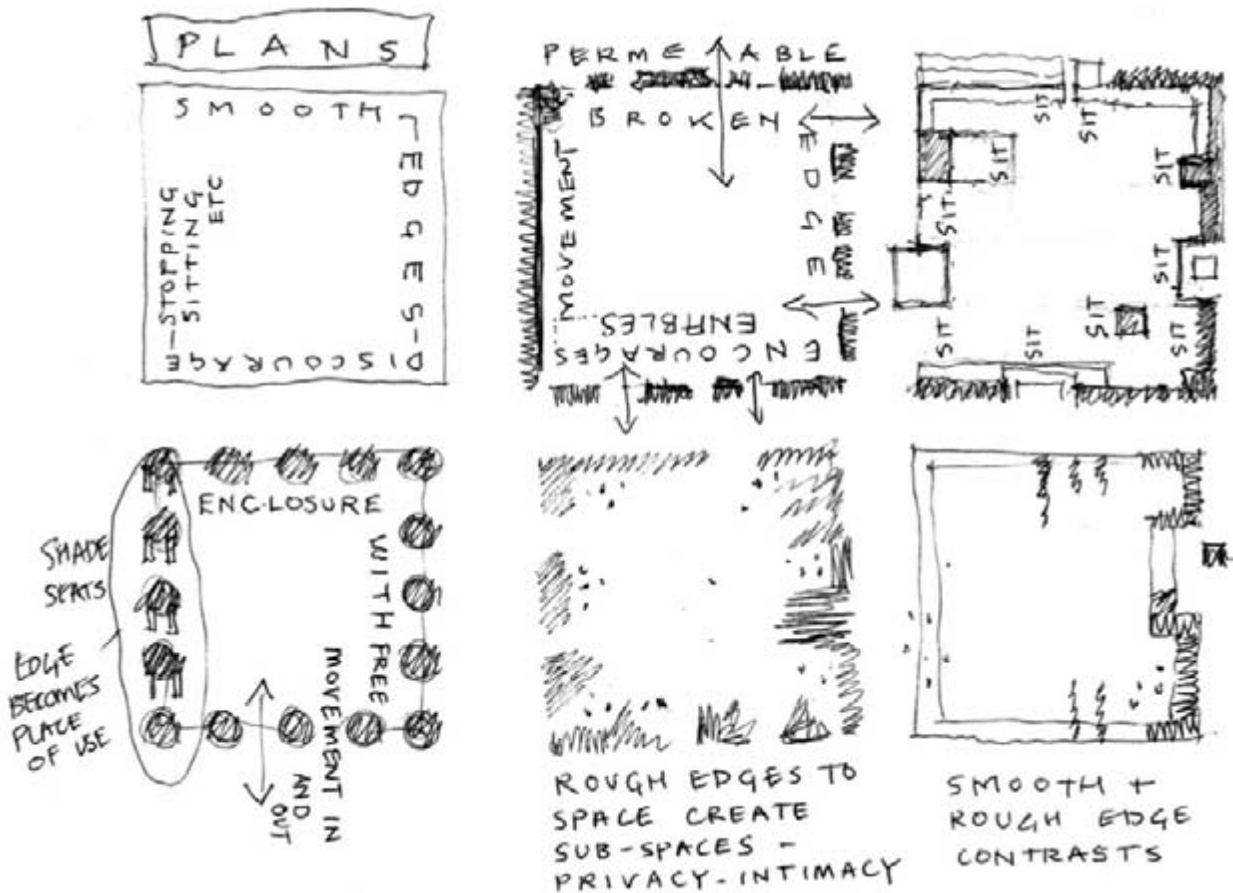 PLANS
SMOOTH
EDGES-
DISCOURAGE-
STOPPING
SITTING
ETC
PERMEABLE
BROKEN
EDGE
ENCOURAGES
ENABLES
MOVEMENT
SIT
SIT
SIT
SIT
SIT
SIT
SIT
SIT
SIT
SIT
ENCLOSURE
WITH FREE
MOVEMENT IN
AND
OUT
SHADE
SEATS
EDGE
BECOMES
PLACE
OF USE
ROUGH EDGES TO
SPACE CREATE
SUB-SPACES -
PRIVACY-INTIMACY
SMOOTH +
ROUGH EDGE
CONTRASTS